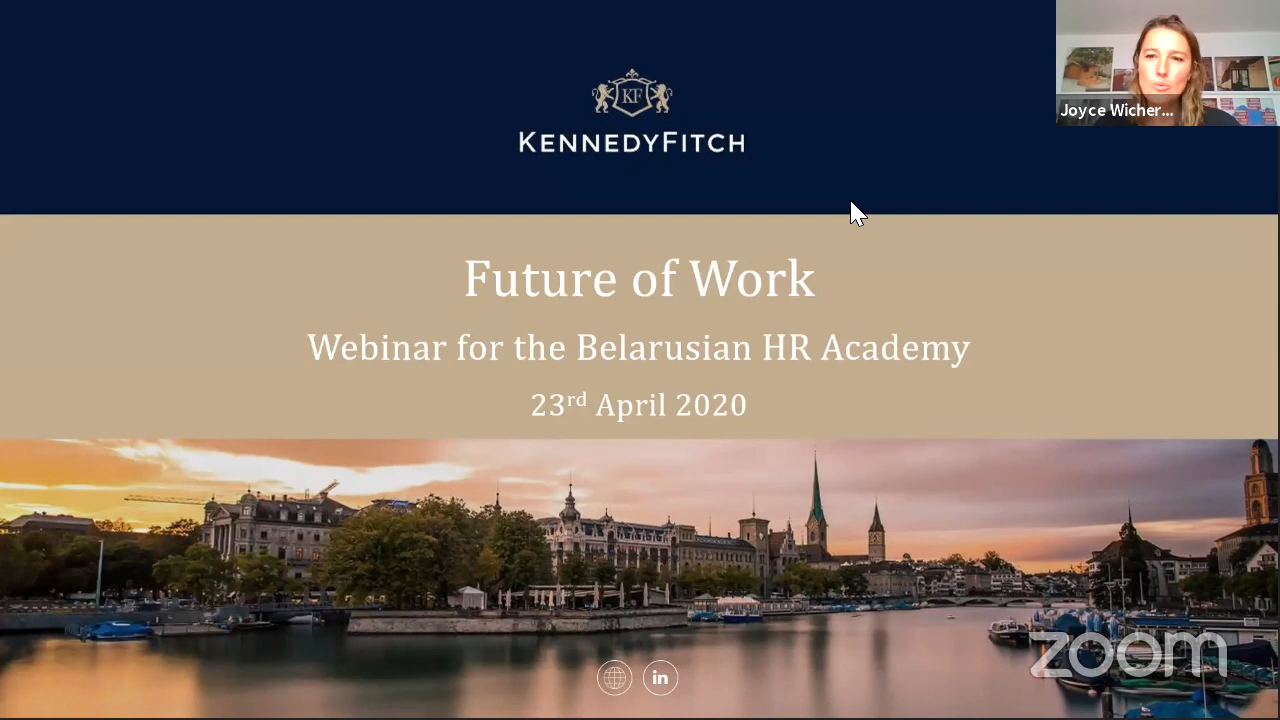 Joyce Wicher...
KF
KENNEDYFITCH
Future of Work
Webinar for the Belarusian HR Academy
23rd April 2020
in
zoom